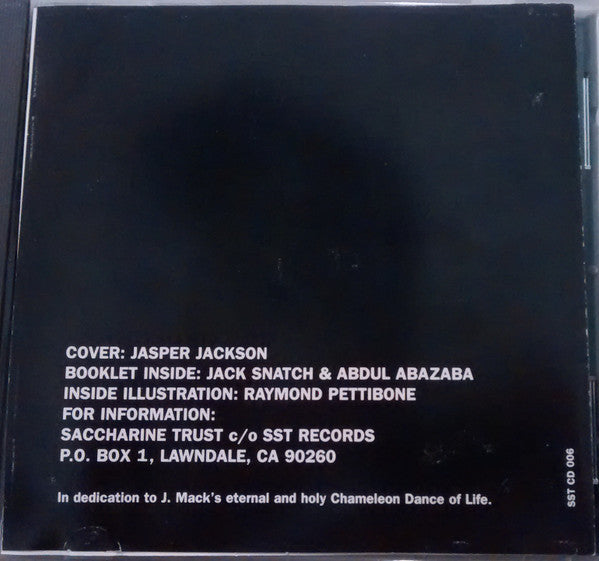 COVER: JASPER JACKSON
BOOKLET INSIDE: JACK SNATCH & ABDUL ABAZABA
INSIDE ILLUSTRATION: RAYMOND PETTIBONE
FOR INFORMATION:
SACCHARINE TRUST c/o SST RECORDS
P.O. BOX 1, LAWNDALE, CA 90260
In dedication to J. Mack's eternal and holy Chameleon Dance of Life.
SST CD 006